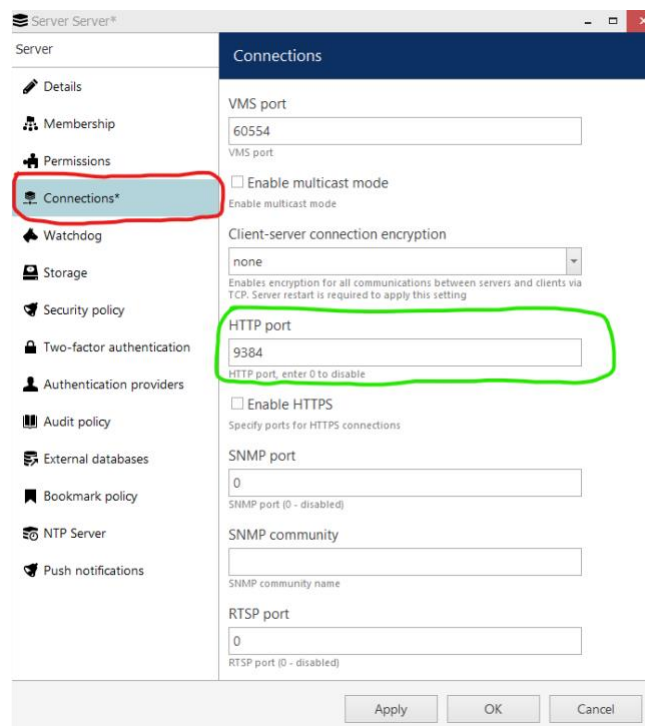 Server Server*
Server
Details
Membership
Permissions
Connections*
Watchdog
Storage
Security policy
Two-factor authentication
Authentication providers
Audit policy
External databases
Bookmark policy
NTP Server
Push notifications
Connections
VMS port
60554
VMS port
Enable multicast mode
Enable multicast mode
Client-server connection encryption
none
Enables encryption for all communications between servers and clients via
TCP. Server restart is required to apply this setting
HTTP port
9384
HTTP port, enter 0 to disable
Enable HTTPS
Specify ports for HTTPS connections
SNMP port
0
SNMP port (0 - disabled)
SNMP community
SNMP community name
RTSP port
0
RTSP port (0 - disabled)
Apply
OK
Cancel